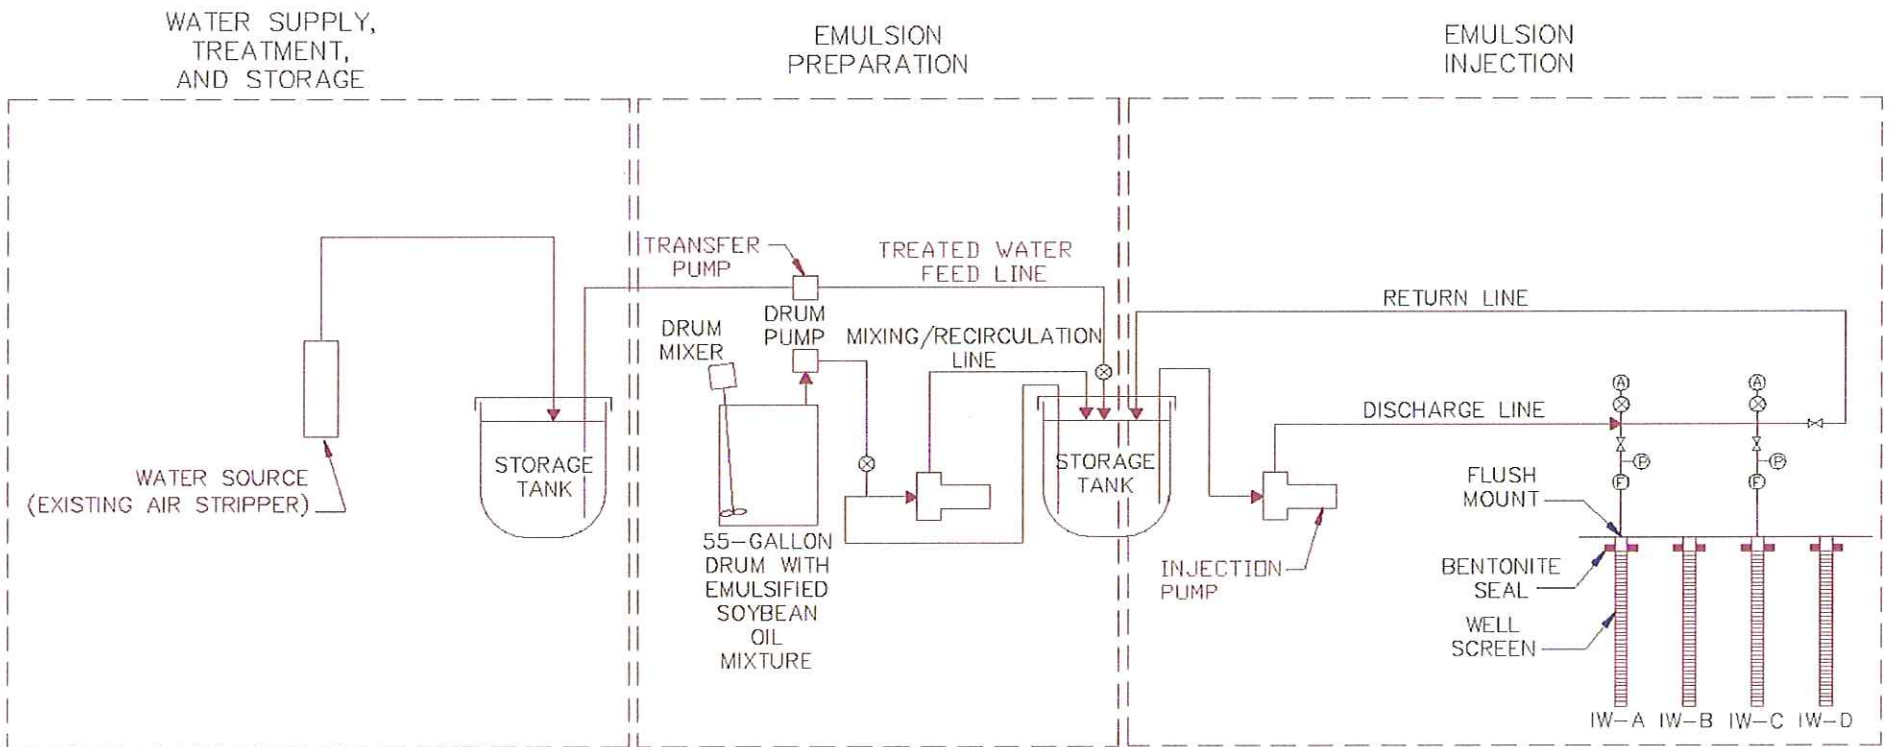 WATER SUPPLY,
TREATMENT,
AND STORAGE
EMULSION
PREPARATION
EMULSION
INJECTION
TRANSFER
PUMP
TREATED WATER
FEED LINE
DRUM
MIXER
DRUM
PUMP
MIXING/RECIRCULATION
LINE
RETURN LINE
DISCHARGE LINE
A
A
P
P
F
F
STORAGE
TANK
STORAGE
TANK
WATER SOURCE
(EXISTING AIR STRIPPER)
55-GALLON
DRUM WITH
EMULSIFIED
SOYBEAN
OIL
MIXTURE
INJECTION
PUMP
FLUSH
MOUNT
BENTONITE
SEAL
WELL
SCREEN
IW-A IW-B IW-C IW-D